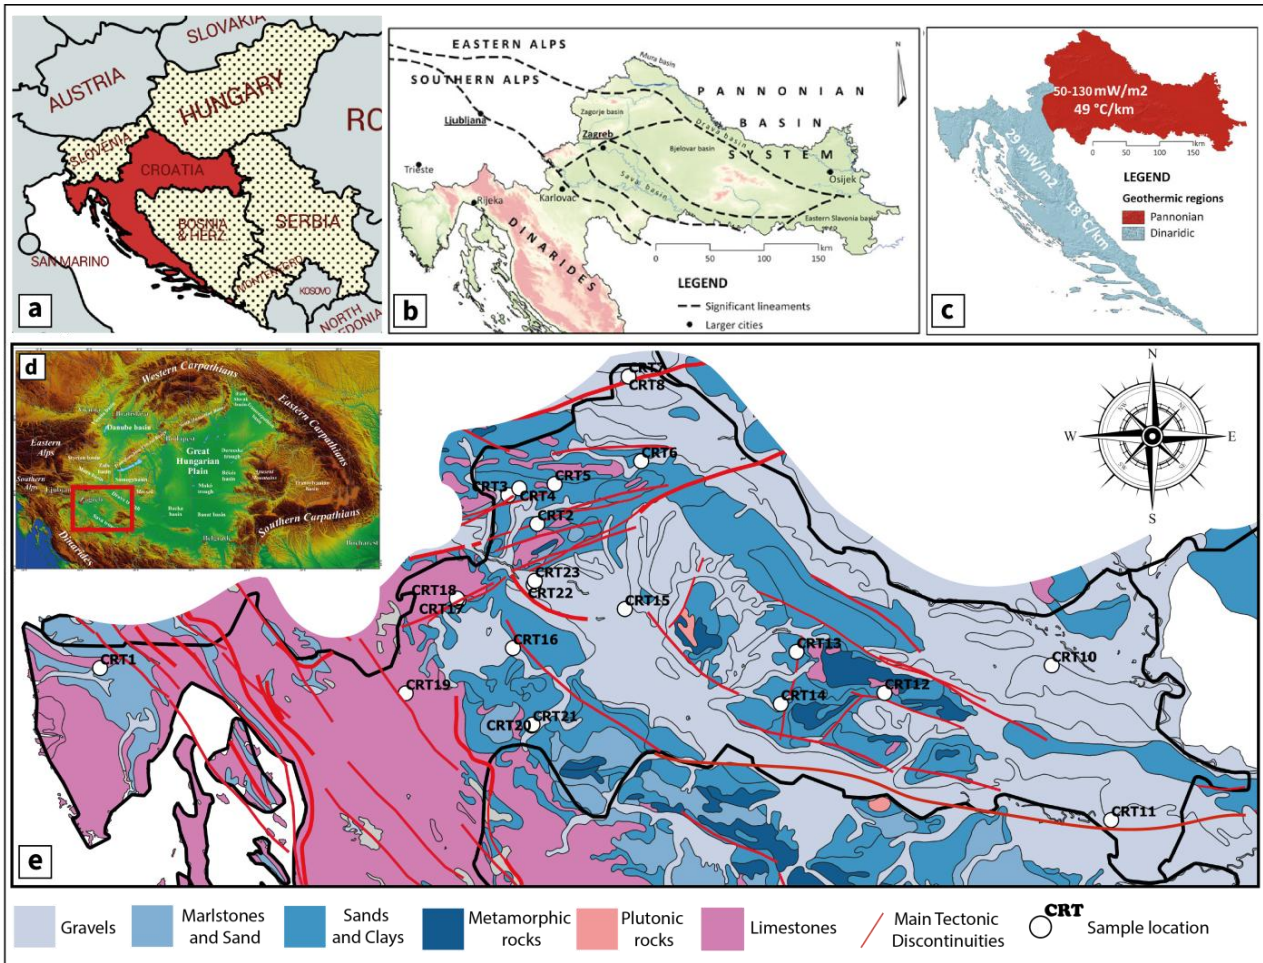 SLOVAKIA
AUSTRIA
HUNGARY
RO
SLOVENIA
CROATIA
BOSNIA
& HERZ
SERBIA
SAN MARINO
MONTENEGRO
KOSOVO
NORTH
EDONIA
a
EASTERN ALPS
SOUTHERN ALPS
Mura basin
N
PANNONIAN
BASIN
SYSTEM
Ljubljana
Zagorje basin
Zagreb
Drava basin
Bjelovar basin
Trieste
Sava basin
Osijek
Rijeka
Karlovac
Eastern Slavonia basin
DINARIDES
0 50 100 150 km
LEGEND
Significant lineaments
Larger cities
b
50-130 mW/m2
49 °C/km
29 mW/m2
18 °C/km
0 50 100 150 km
LEGEND
Geothermic regions
Pannonian
Dinaridic
c
d
Western Carpathians
Eastern Carpathians
Danube basin
Budapest
Eastern
Alps
Great
Hungarian
Plain
Southern
Alps
Southern Carpathians
Dinarides
N
W
E
S
CRT7
CRT8
CRT6
CRT5
CRT3
CRT4
CRT2
CRT23
CRT22
CRT18
CRT17
CRT15
CRT16
CRT13
CRT1
CRT10
CRT19
CRT12
CRT14
CRT20
CRT21
CRT11
e
Gravels
Marlstones
and Sand
Sands
and Clays
Metamorphic
rocks
Plutonic
rocks
Limestones
Main Tectonic
Discontinuities
CRT
Sample location